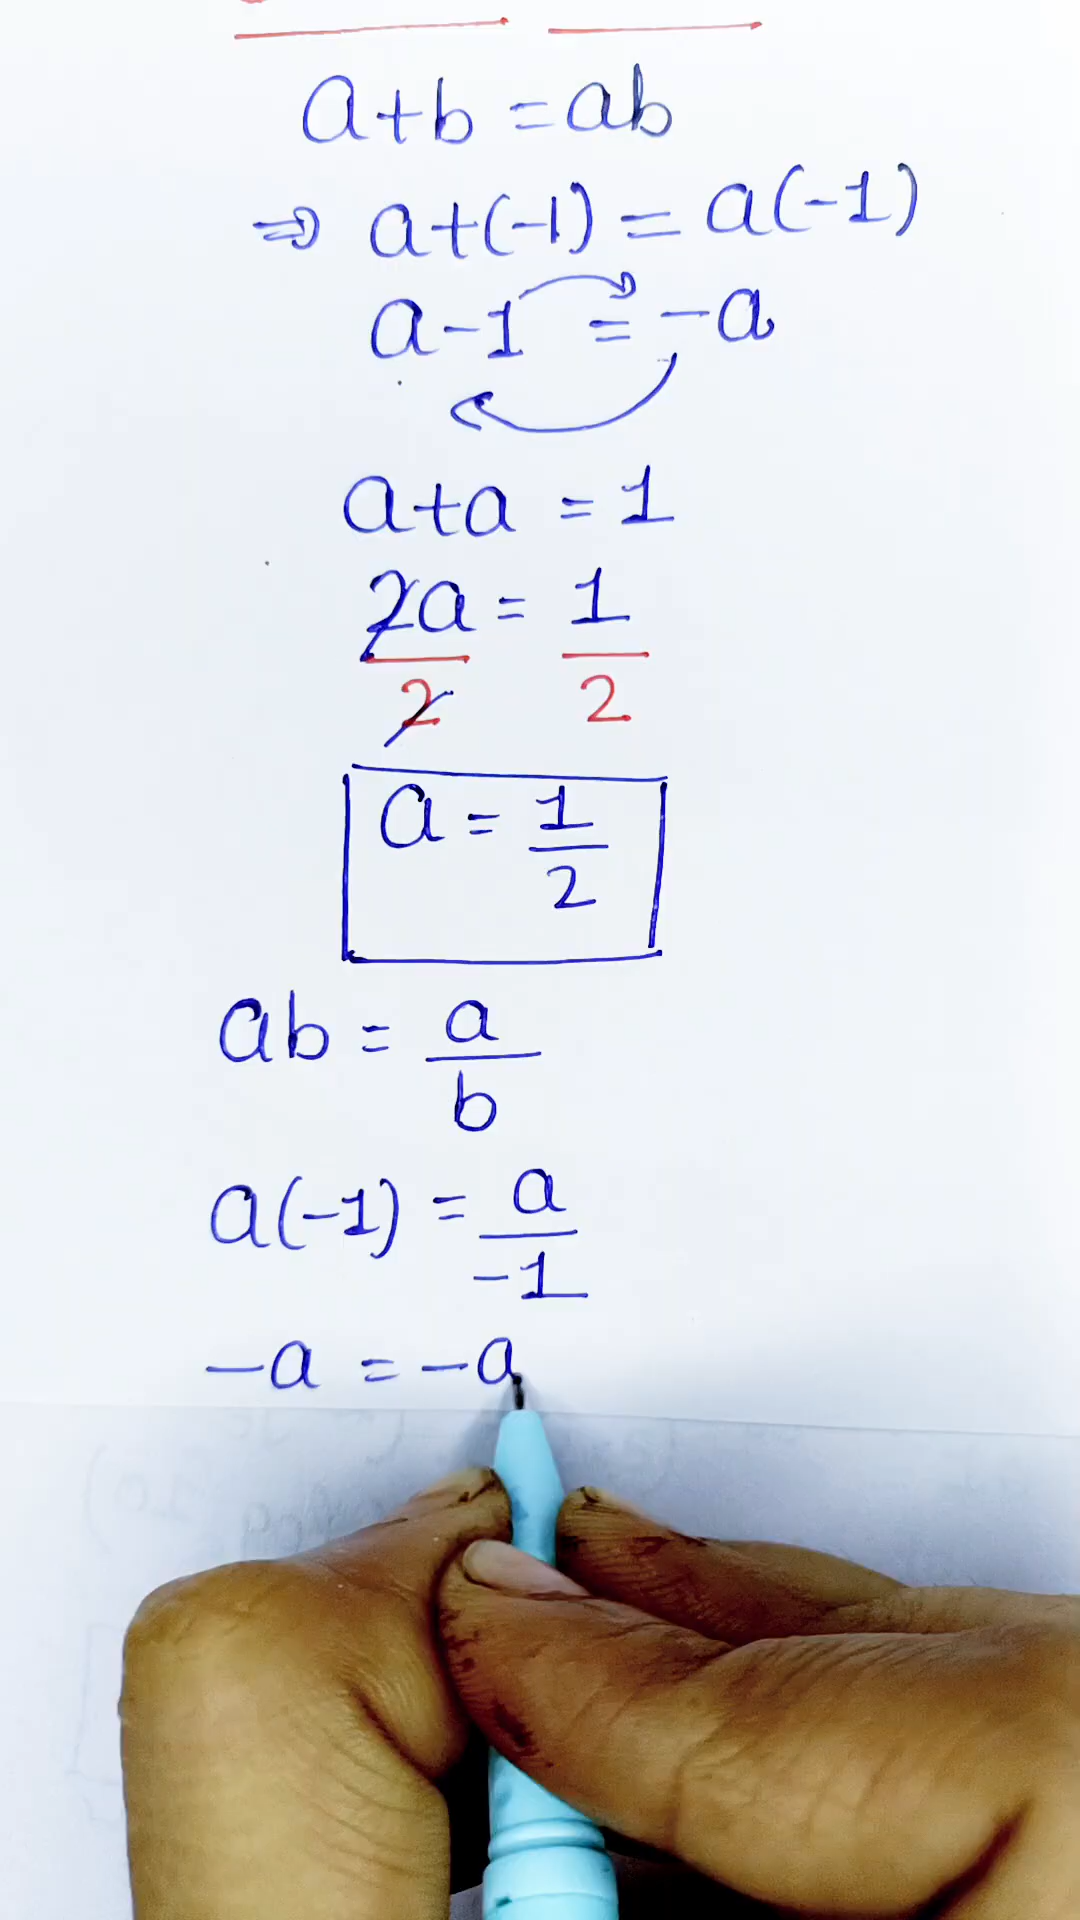 a+b = ab
⇒ a+(-1) = a(-1)
a-1 = -a
a+a = 1
2a/2 = 1/2
a = 1/2
ab = a/b
a(-1) = a/-1
-a = -a